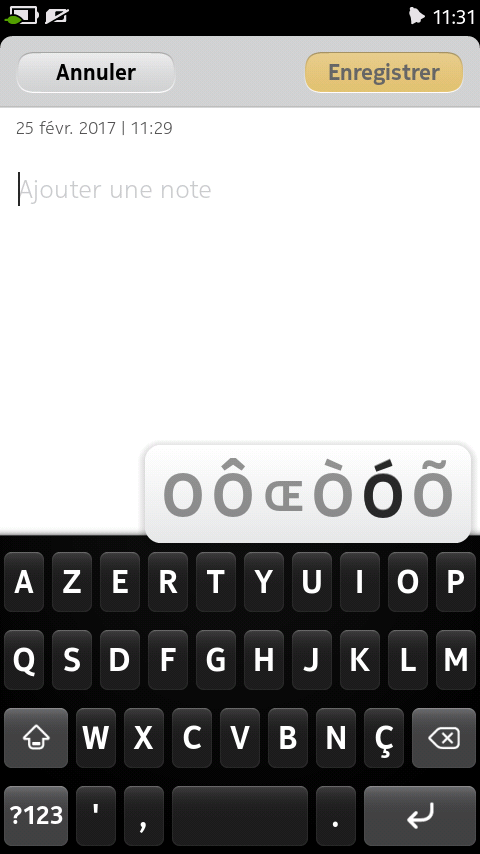 11:31
Annuler Enregistrer
25 févr. 2017 | 11:29
Ajouter une note
O Ô Œ Ò Ó Õ
A Z E R T Y U I O P
Q S D F G H J K L M
W X C V B N Ç
?123 ' , .